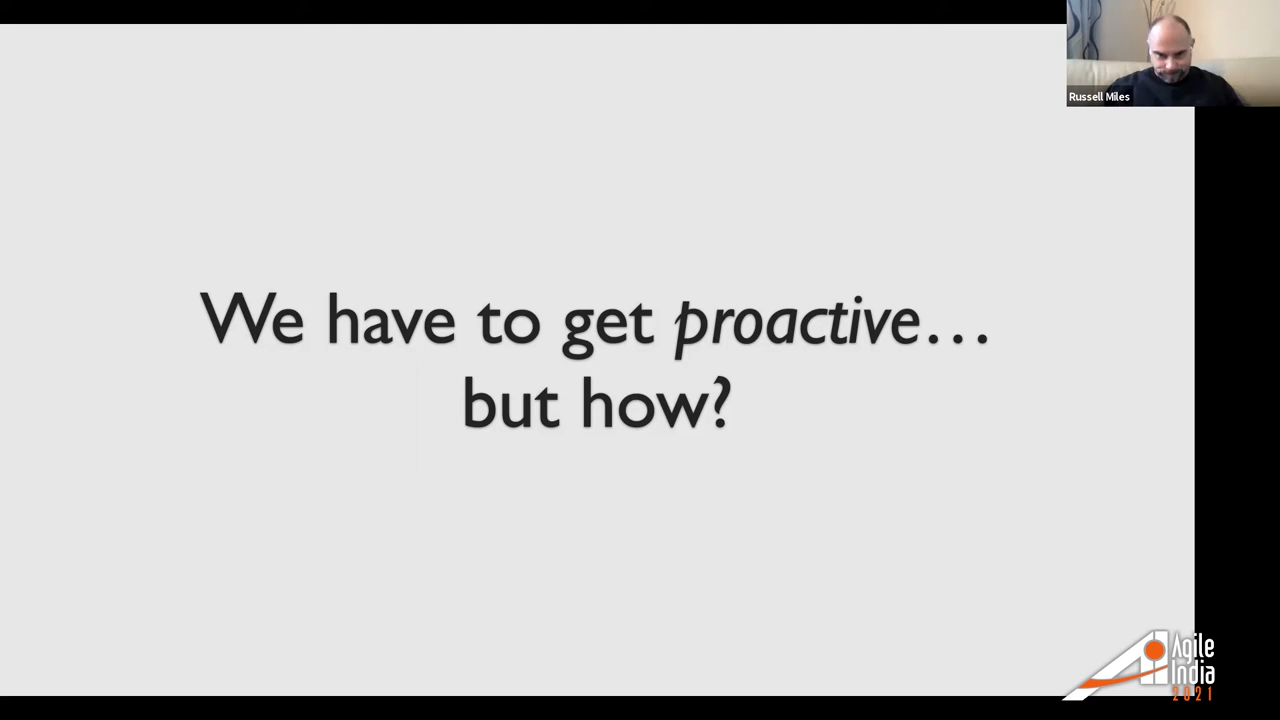 Russell Miles
We have to get proactive…
but how?
Agile
India
2021